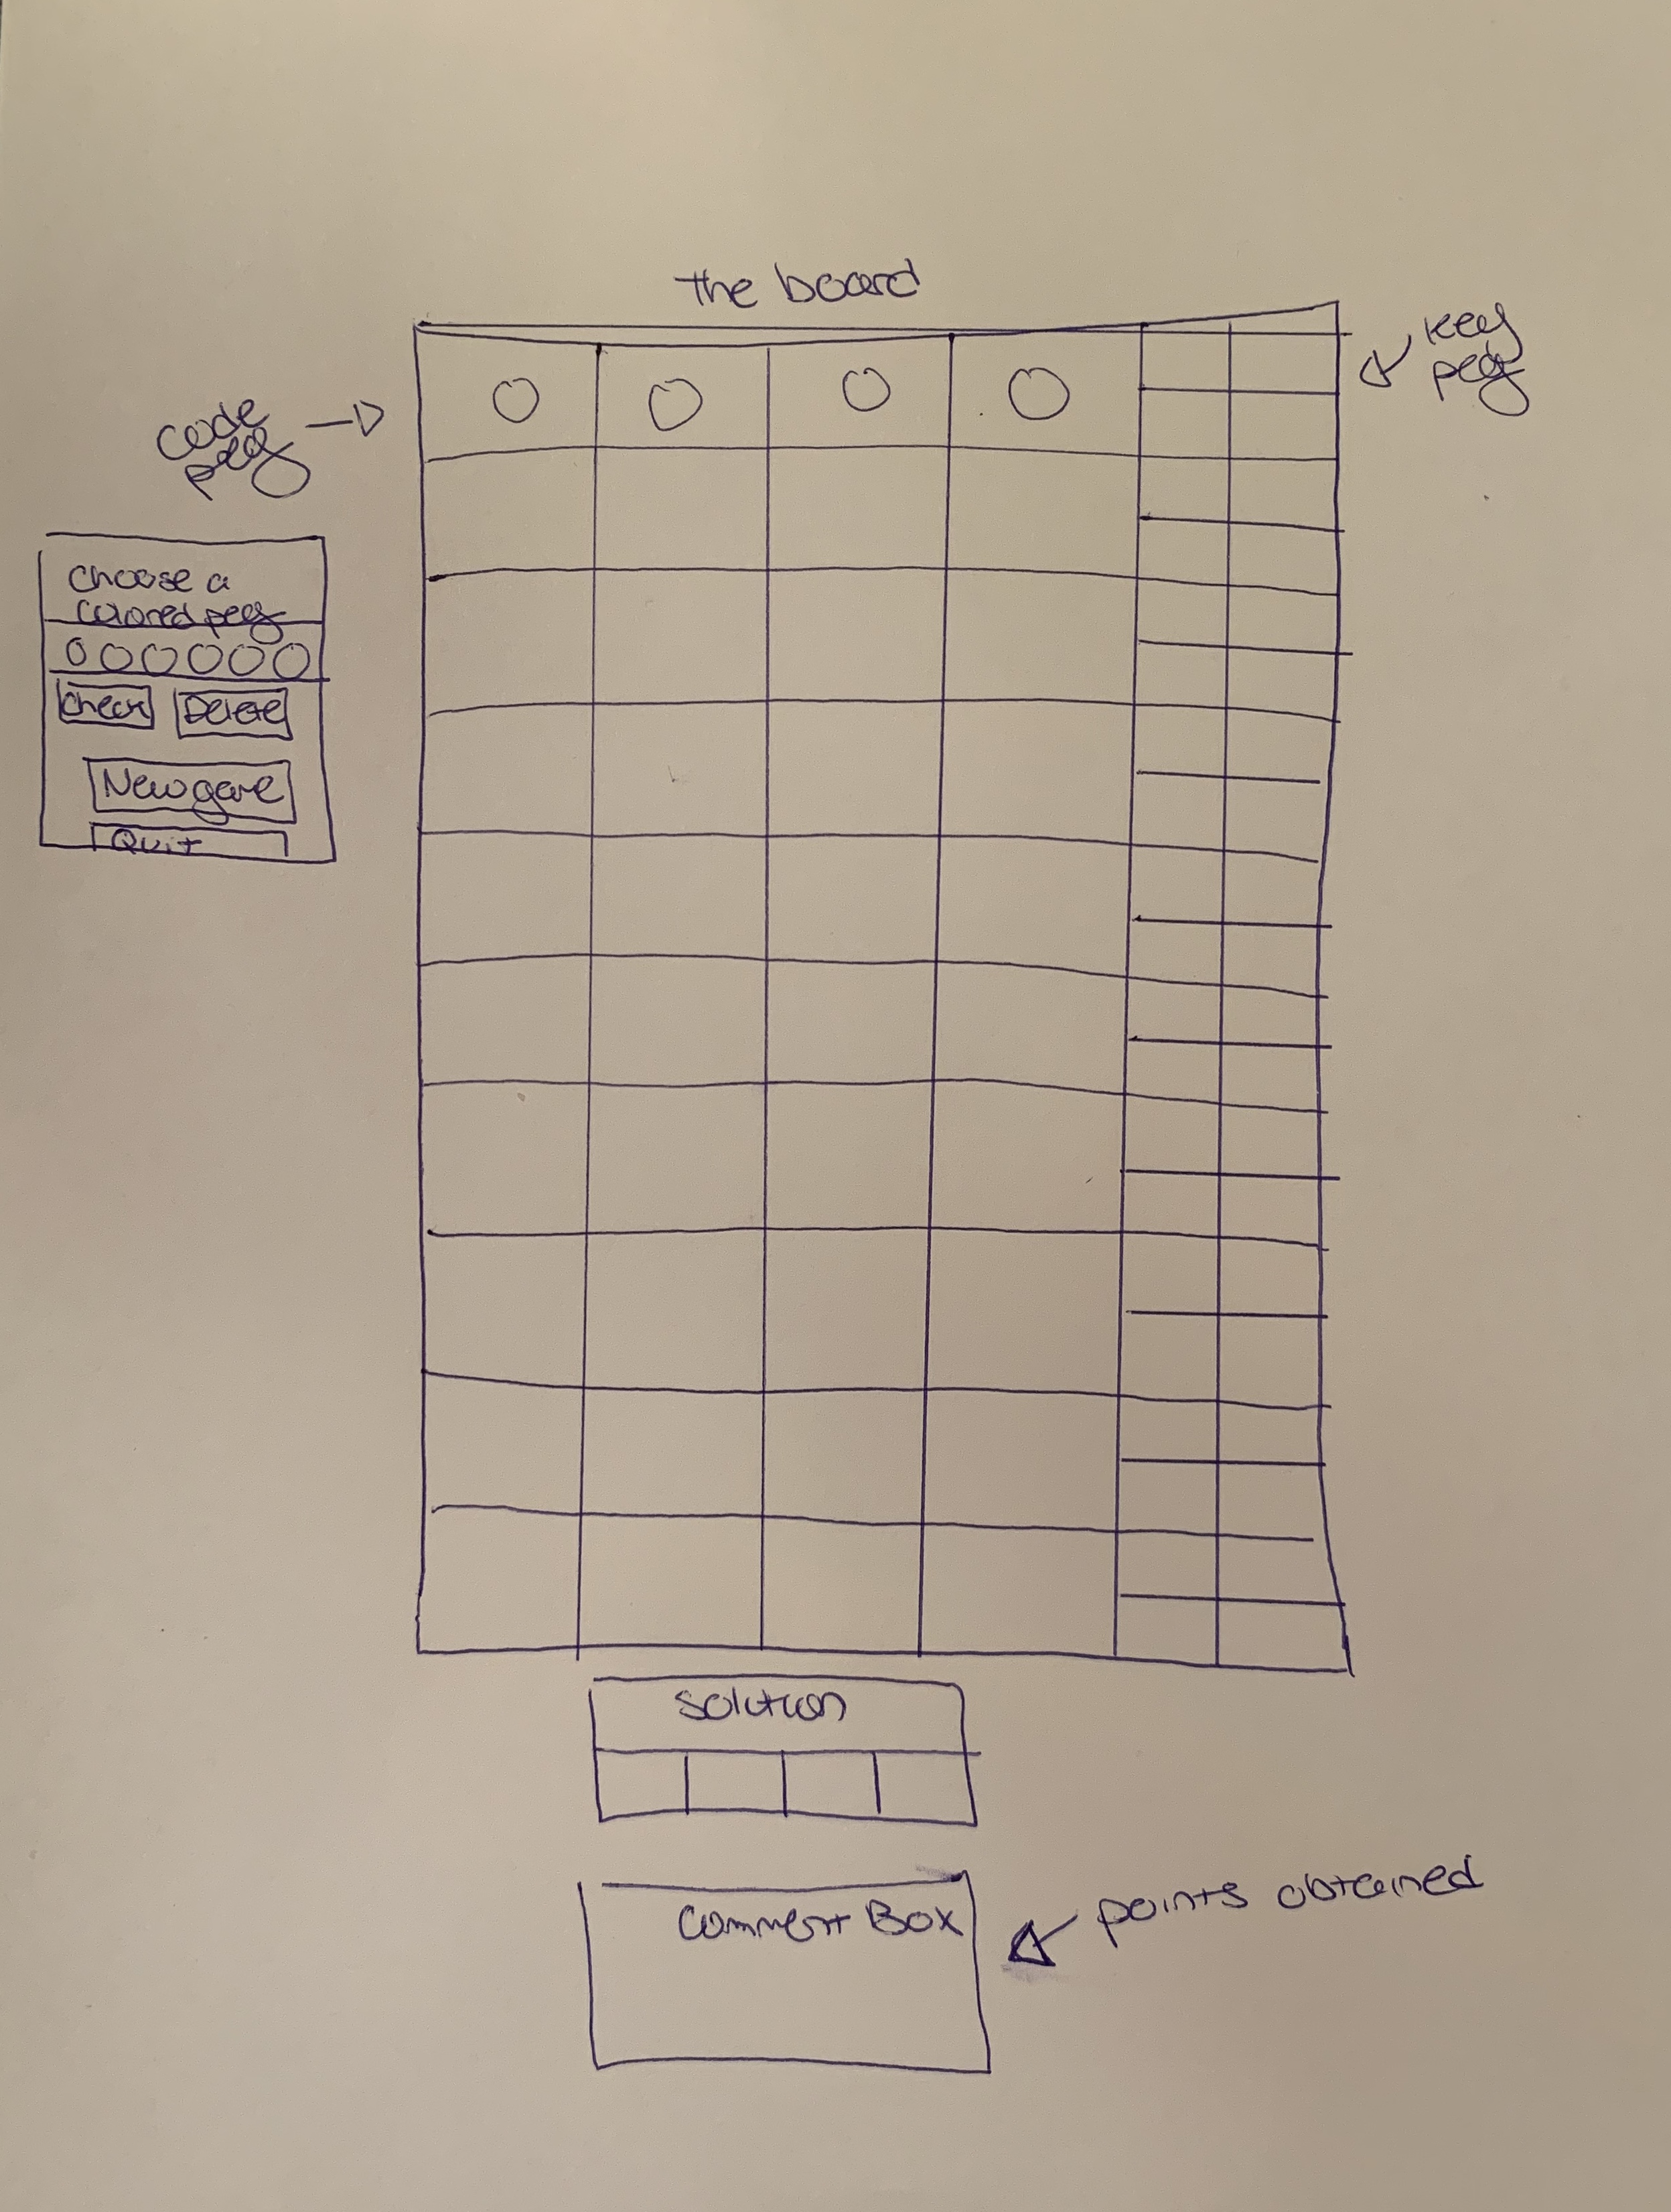 the board
key
peg
code
peg
choose a
colored peg
Check
Delete
New game
Quit
solution
comment Box
points obtained